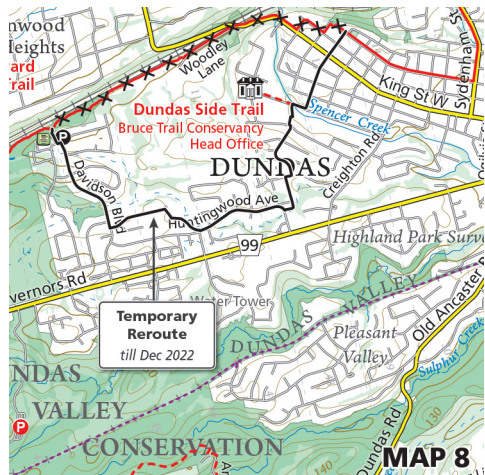 nwood
Heights
ard
Trail
Woodley
Lane
King St W
Sydenham St
Dundas Side Trail
Bruce Trail Conservancy
Head Office
Spencer Creek
DUNDAS
Creighton Rd
P
Davidson Blvd
Huntingwood Ave
99
Highland Park Surve
vernors Rd
Water Tower
Temporary
Reroute
till Dec 2022
DUNDAS VALLEY
Pleasant
Valley
Old Ancaster
Sulphur Creek
NDAS
VALLEY
P
CONSERVATION
Dundas Rd
130
MAP 8